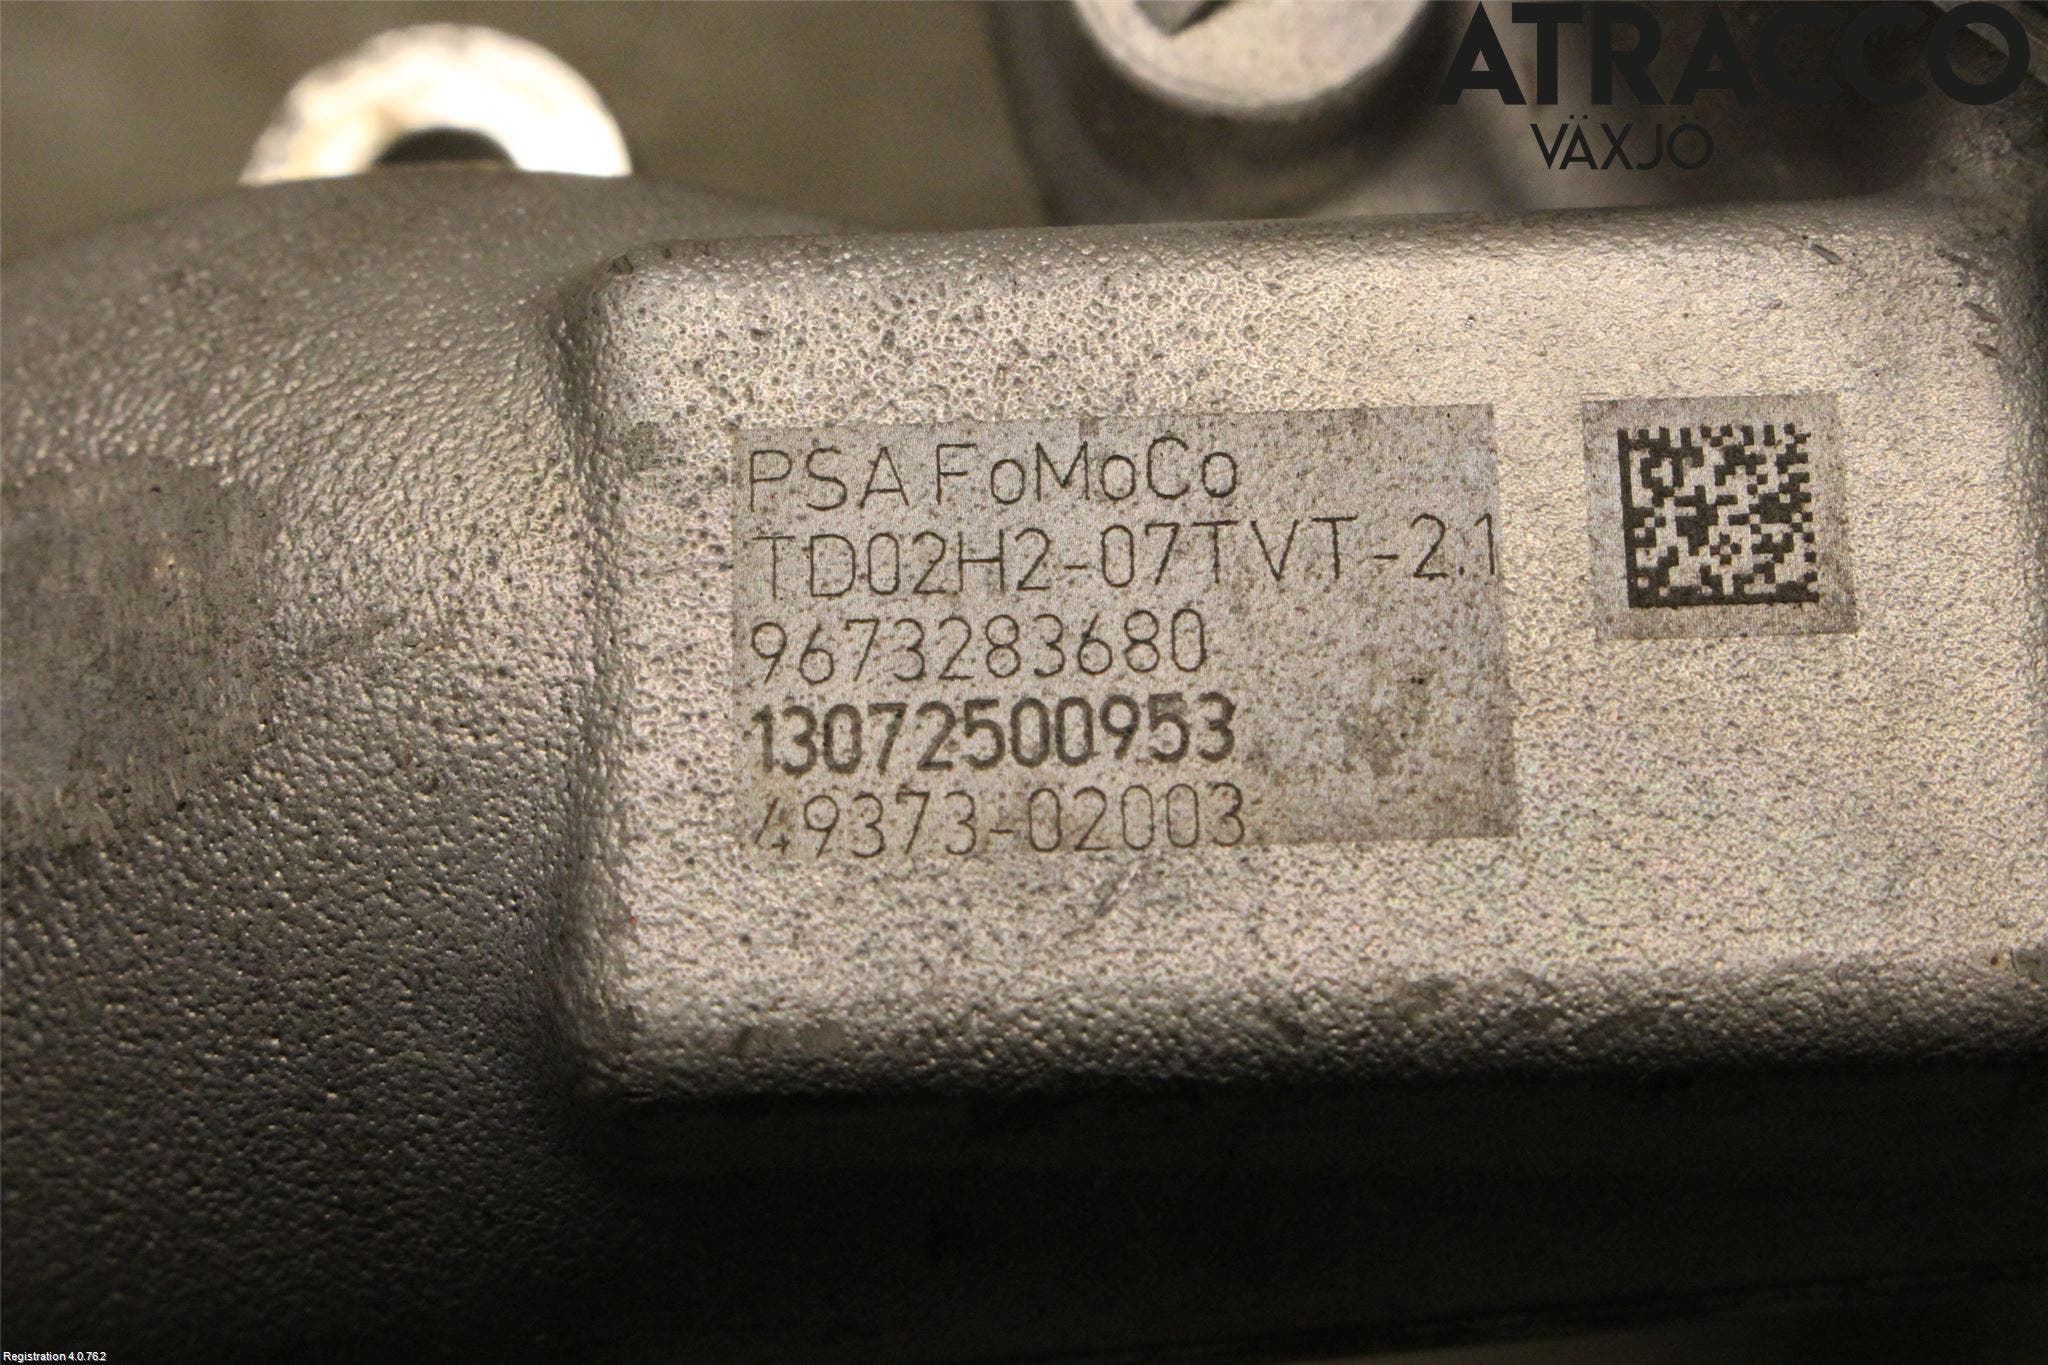 ATRACCO
VÄXJÖ
PSA FoMoCo
TD02H2-07TVT-2.1
9673283680
13072500953
49373-02003
Registration 4.0.76.2